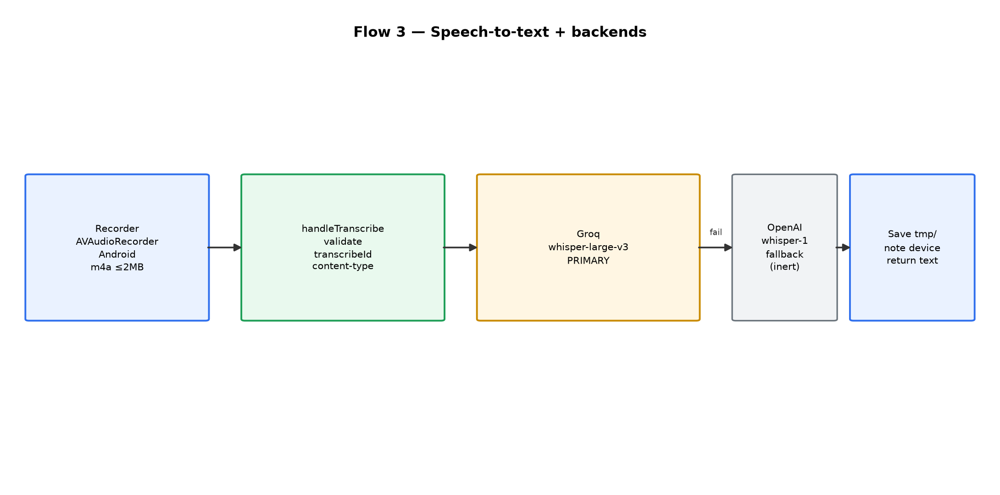 Flow 3 — Speech-to-text + backends
Recorder
AVAudioRecorder
Android
m4a ≤2MB
handleTranscribe
validate
transcribeId
content-type
Groq
whisper-large-v3
PRIMARY
fail
OpenAI
whisper-1
fallback
(inert)
Save tmp/
note device
return text